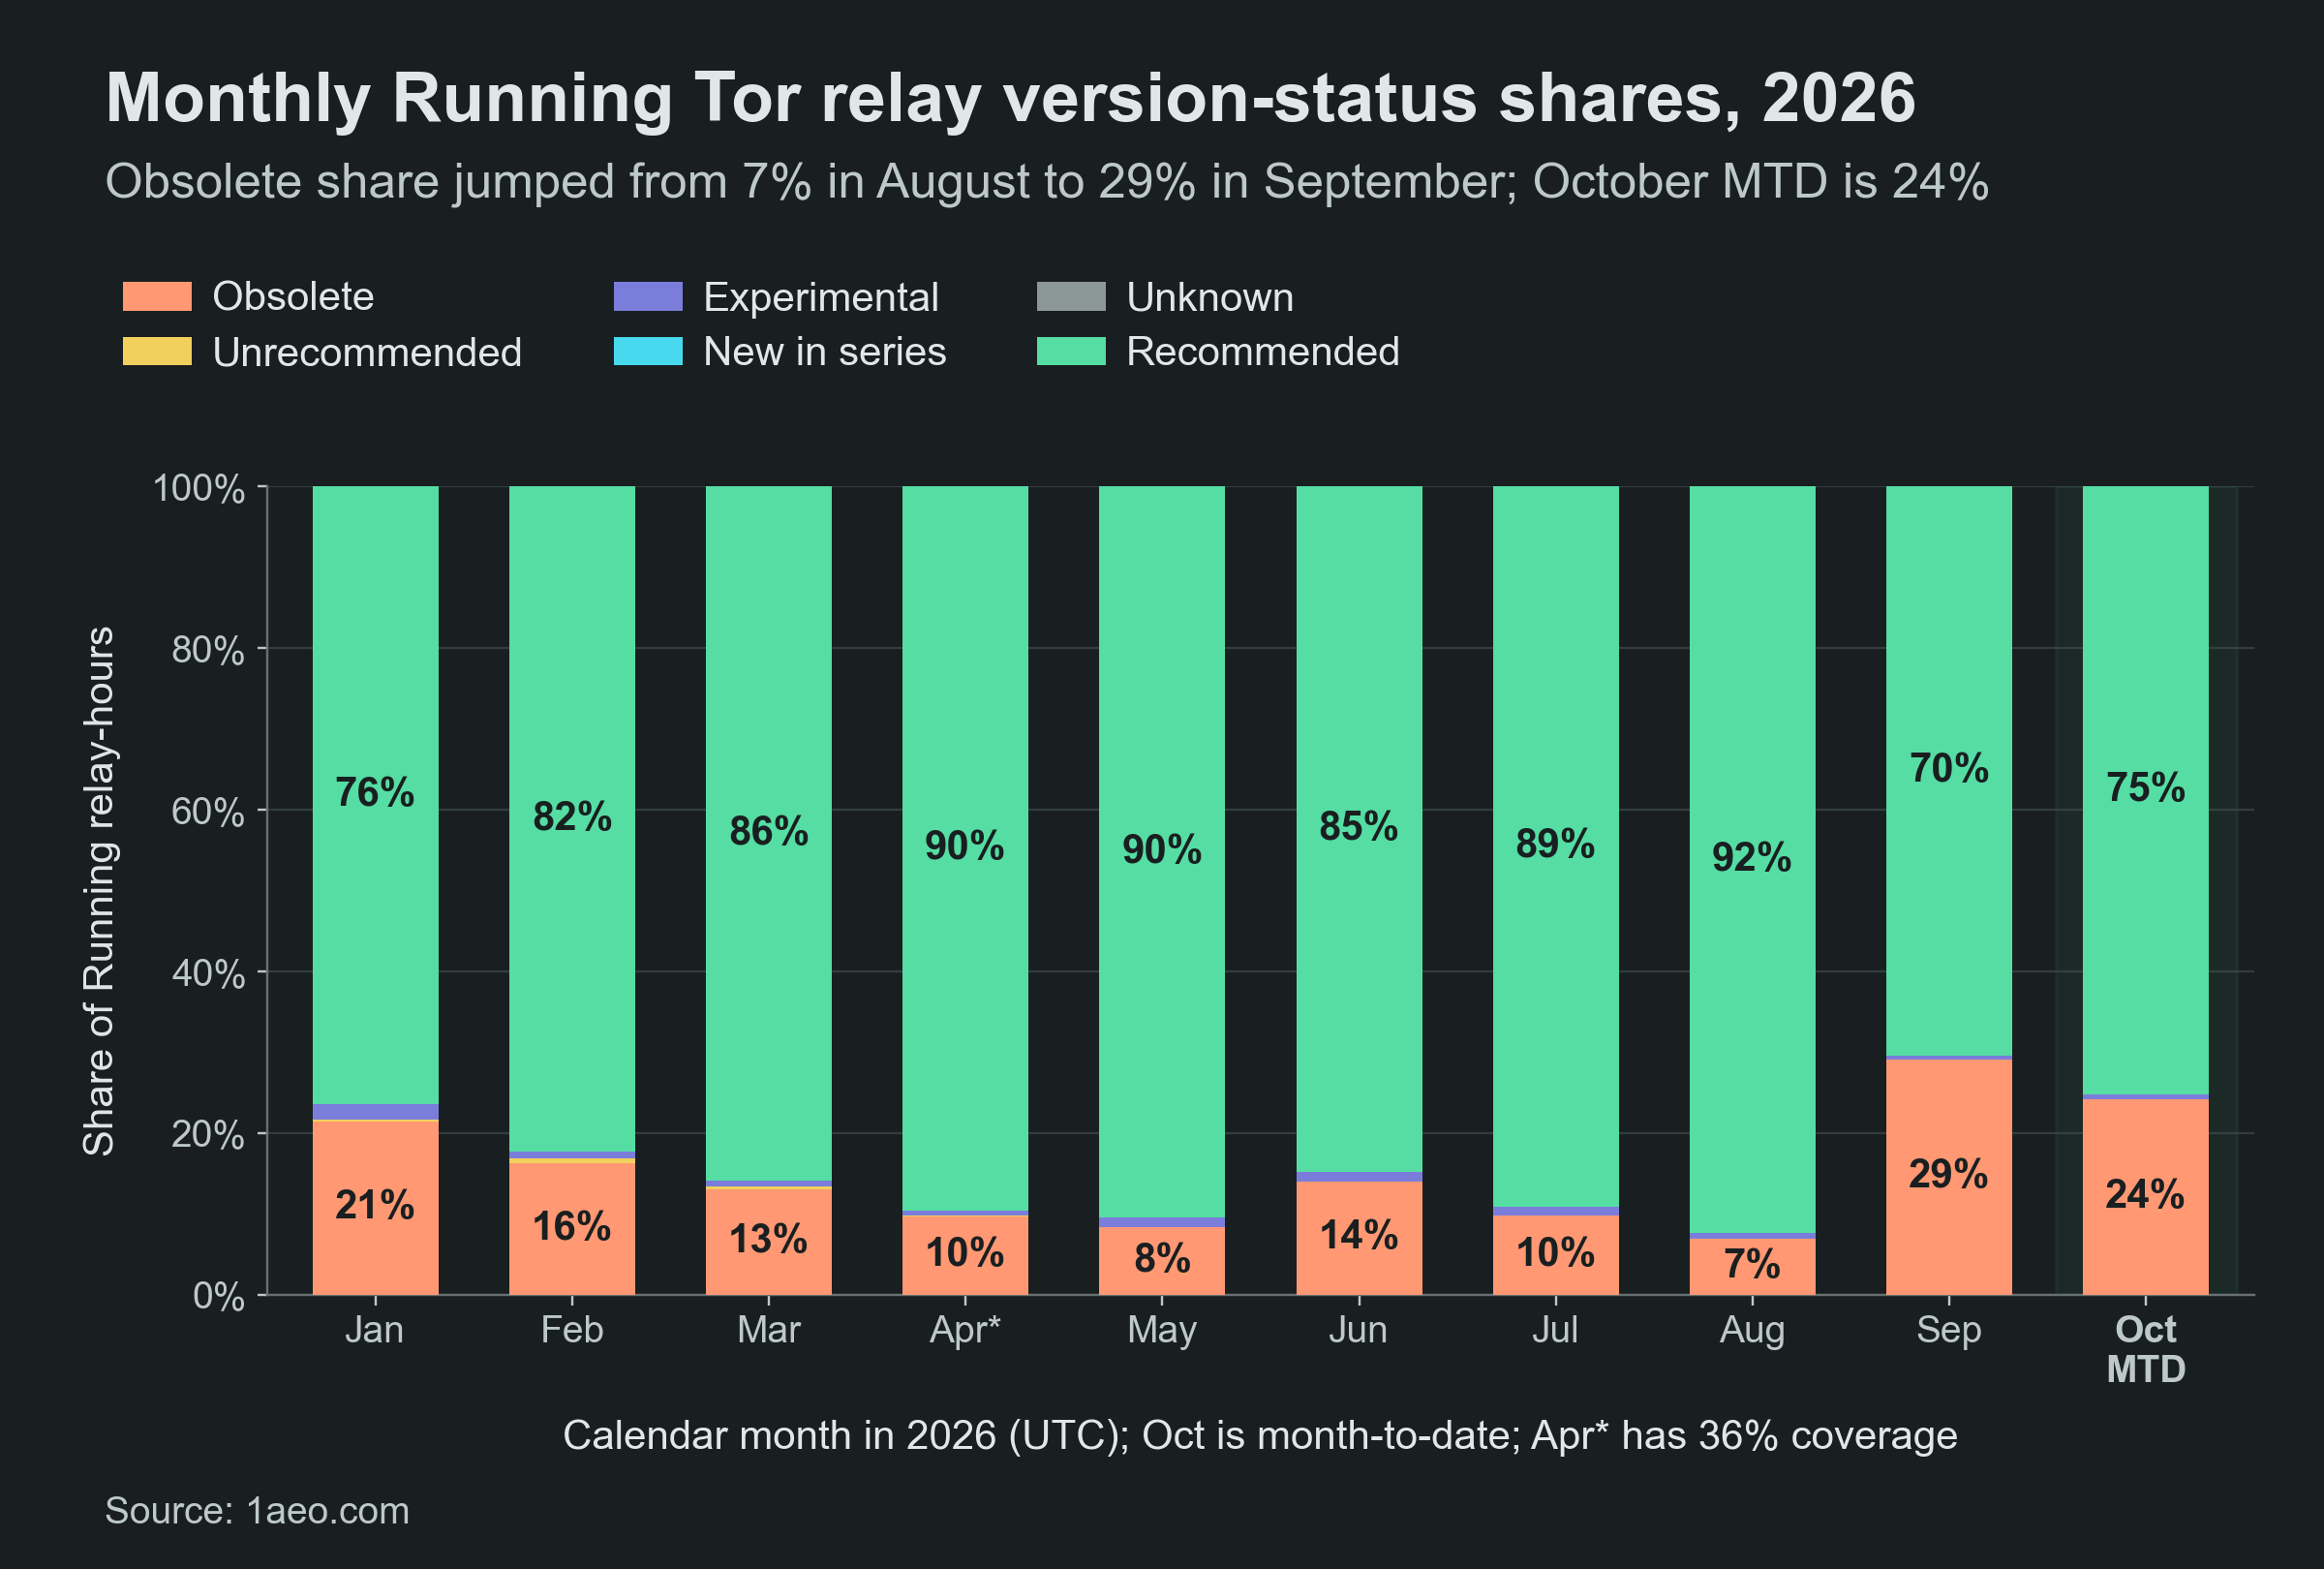 Monthly Running Tor relay version-status shares, 2026
Obsolete share jumped from 7% in August to 29% in September; October MTD is 24%
Obsolete
Unrecommended
Experimental
New in series
Unknown
Recommended
Share of Running relay-hours
100%
80%
60%
40%
20%
0%
76%
82%
86%
90%
90%
85%
89%
92%
70%
75%
21%
16%
13%
10%
8%
14%
10%
7%
29%
24%
Jan
Feb
Mar
Apr*
May
Jun
Jul
Aug
Sep
Oct
MTD
Calendar month in 2026 (UTC); Oct is month-to-date; Apr* has 36% coverage
Source: 1aeo.com